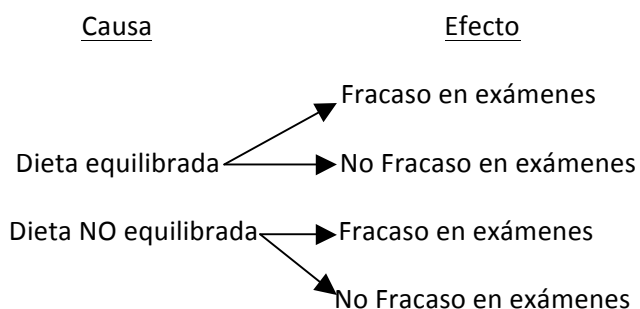 Causa Efecto
Fracaso en exámenes
Dieta equilibrada No Fracaso en exámenes
Dieta NO equilibrada Fracaso en exámenes
No Fracaso en exámenes